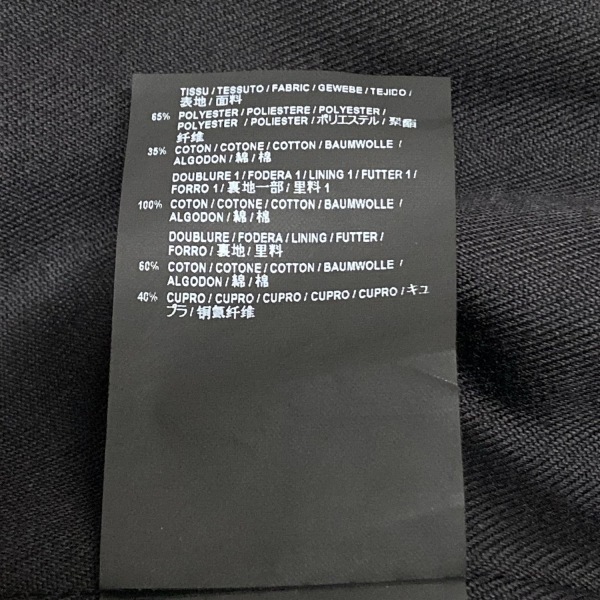 TISSU / TESSUTO / FABRIC / GEWEBE / TEJIDO /
表地 / 面料
65% POLYESTER / POLIESTERE / POLYESTER /
POLYESTER / POLIESTER / ポリエステル / 聚酯
纤维
35% COTON / COTONE / COTTON / BAUMWOLLE /
ALGODON / 綿 / 棉
DOUBLURE 1 / FODERA 1 / LINING 1 / FUTTER 1 /
FORRO 1 / 裏地一部 / 里料 1
100% COTON / COTONE / COTTON / BAUMWOLLE /
ALGODON / 綿 / 棉
DOUBLURE / FODERA / LINING / FUTTER /
FORRO / 裏地 / 里料
60% COTON / COTONE / COTTON / BAUMWOLLE /
ALGODON / 綿 / 棉
40% CUPRO / CUPRO / CUPRO / CUPRO / CUPRO / キュ
プラ / 铜氨纤维